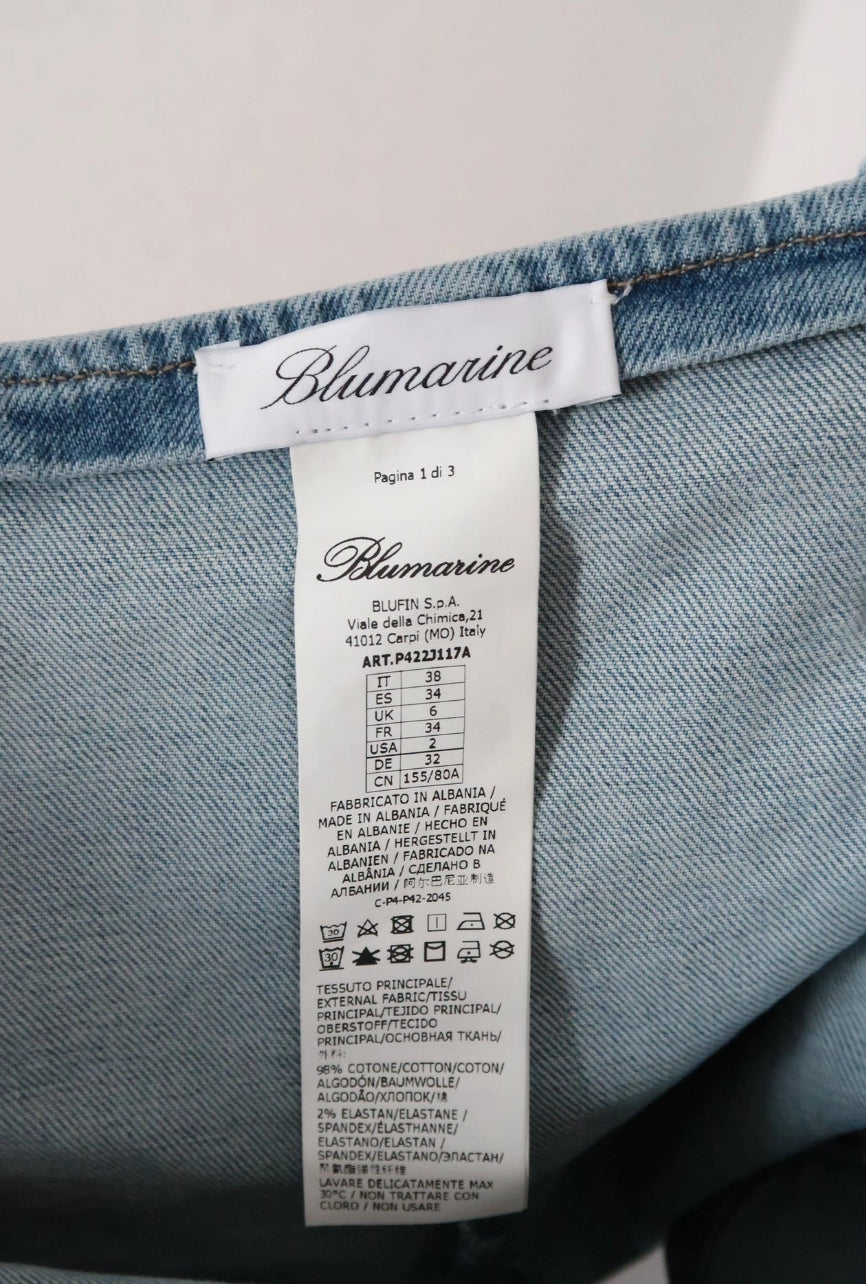 Blumarine
Pagina 1 di 3
Blumarine
BLUFIN S.p.A.
Viale della Chimica,21
41012 Carpi (MO) Italy
ART.P422J117A
IT 38
ES 34
UK 6
FR 34
USA 2
DE 32
CN 155/80A
FABBRICATO IN ALBANIA /
MADE IN ALBANIA / FABRIQUÉ
EN ALBANIE / HECHO EN
ALBANIA / HERGESTELLT IN
ALBANIEN / FABRICADO NA
ALBÂNIA / СДЕЛАНО В
АЛБАНИИ / 阿尔巴尼亚制造
C-P4-P42-2045
30
30
TESSUTO PRINCIPALE/
EXTERNAL FABRIC/TISSU
PRINCIPAL/TEJIDO PRINCIPAL/
OBERSTOFF/TECIDO
PRINCIPAL/ОСНОВНАЯ ТКАНЬ/
外料:
98% COTONE/COTTON/COTON/
ALGODÓN/BAUMWOLLE/
ALGODÃO/ХЛОПОК/棉
2% ELASTAN/ELASTANE /
SPANDEX/ÉLASTHANNE/
ELASTANO/ELASTAN /
SPANDEX/ELASTANO/ЭЛАСТАН/
聚氨酯弹性纤维
LAVARE DELICATAMENTE MAX
30°C / NON TRATTARE CON
CLORO / NON USARE